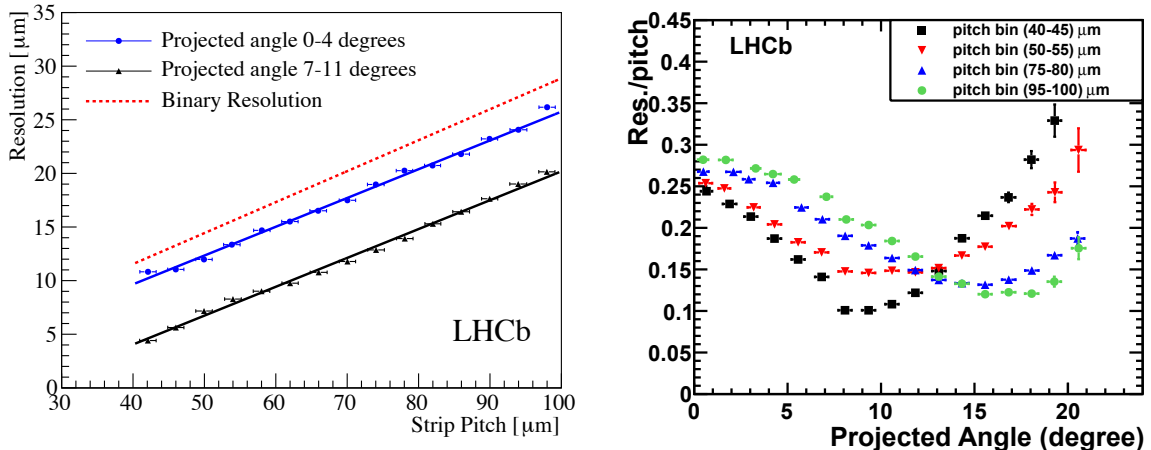 Resolution [μm]
35
30
25
20
15
10
5
0
Projected angle 0-4 degrees
Projected angle 7-11 degrees
Binary Resolution
LHCb
30 40 50 60 70 80 90 100
Strip Pitch [μm]
Res./pitch
0.45
0.4
0.35
0.3
0.25
0.2
0.15
0.1
0.05
0
LHCb
pitch bin (40-45) μm
pitch bin (50-55) μm
pitch bin (75-80) μm
pitch bin (95-100) μm
0 5 10 15 20
Projected Angle (degree)